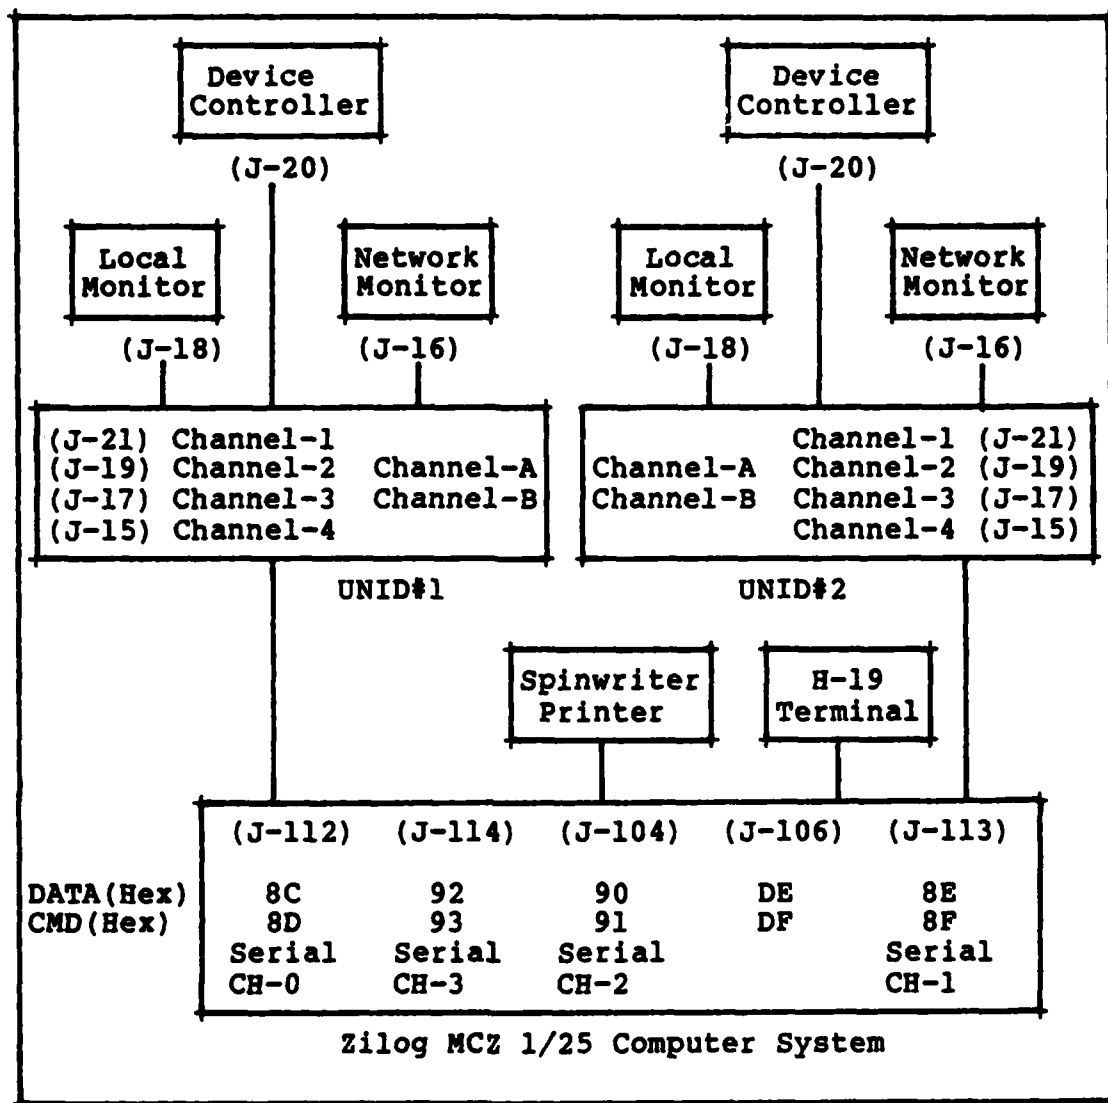 Device Controller
Device Controller
(J-20)
(J-20)
Local Monitor
Network Monitor
Local Monitor
Network Monitor
(J-18)
(J-16)
(J-18)
(J-16)
(J-21) Channel-1
(J-19) Channel-2 Channel-A
(J-17) Channel-3 Channel-B
(J-15) Channel-4
Channel-1 (J-21)
Channel-A Channel-2 (J-19)
Channel-B Channel-3 (J-17)
Channel-4 (J-15)
UNID#1
UNID#2
Spinwriter Printer
H-19 Terminal
(J-112) (J-114) (J-104) (J-106) (J-113)
DATA(Hex) 8C 92 90 DE 8E
CMD(Hex) 8D 93 91 DF 8F
Serial Serial Serial Serial
CH-0 CH-3 CH-2 CH-1
Zilog MCZ 1/25 Computer System